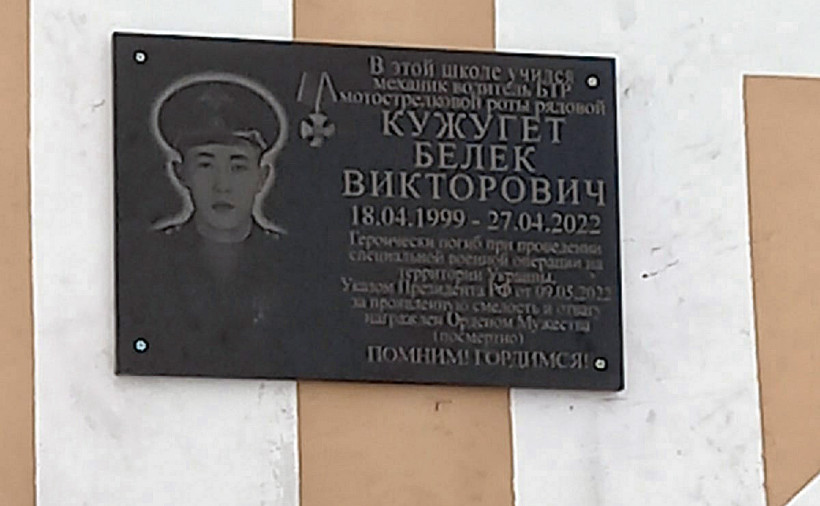 В этой школе учился
механик водитель БТР
мотострелковой роты рядовой
КУЖУГЕТ
БЕЛЕК
ВИКТОРОВИЧ
18.04.1999 - 27.04.2022
Героически погиб при проведении
специальной военной операции на
территории Украины.
Указом Президента РФ от 09.05.2022
за проявленную смелость и отвагу
награжден Орденом Мужества
(посмертно)
ПОМНИМ! ГОРДИМСЯ!